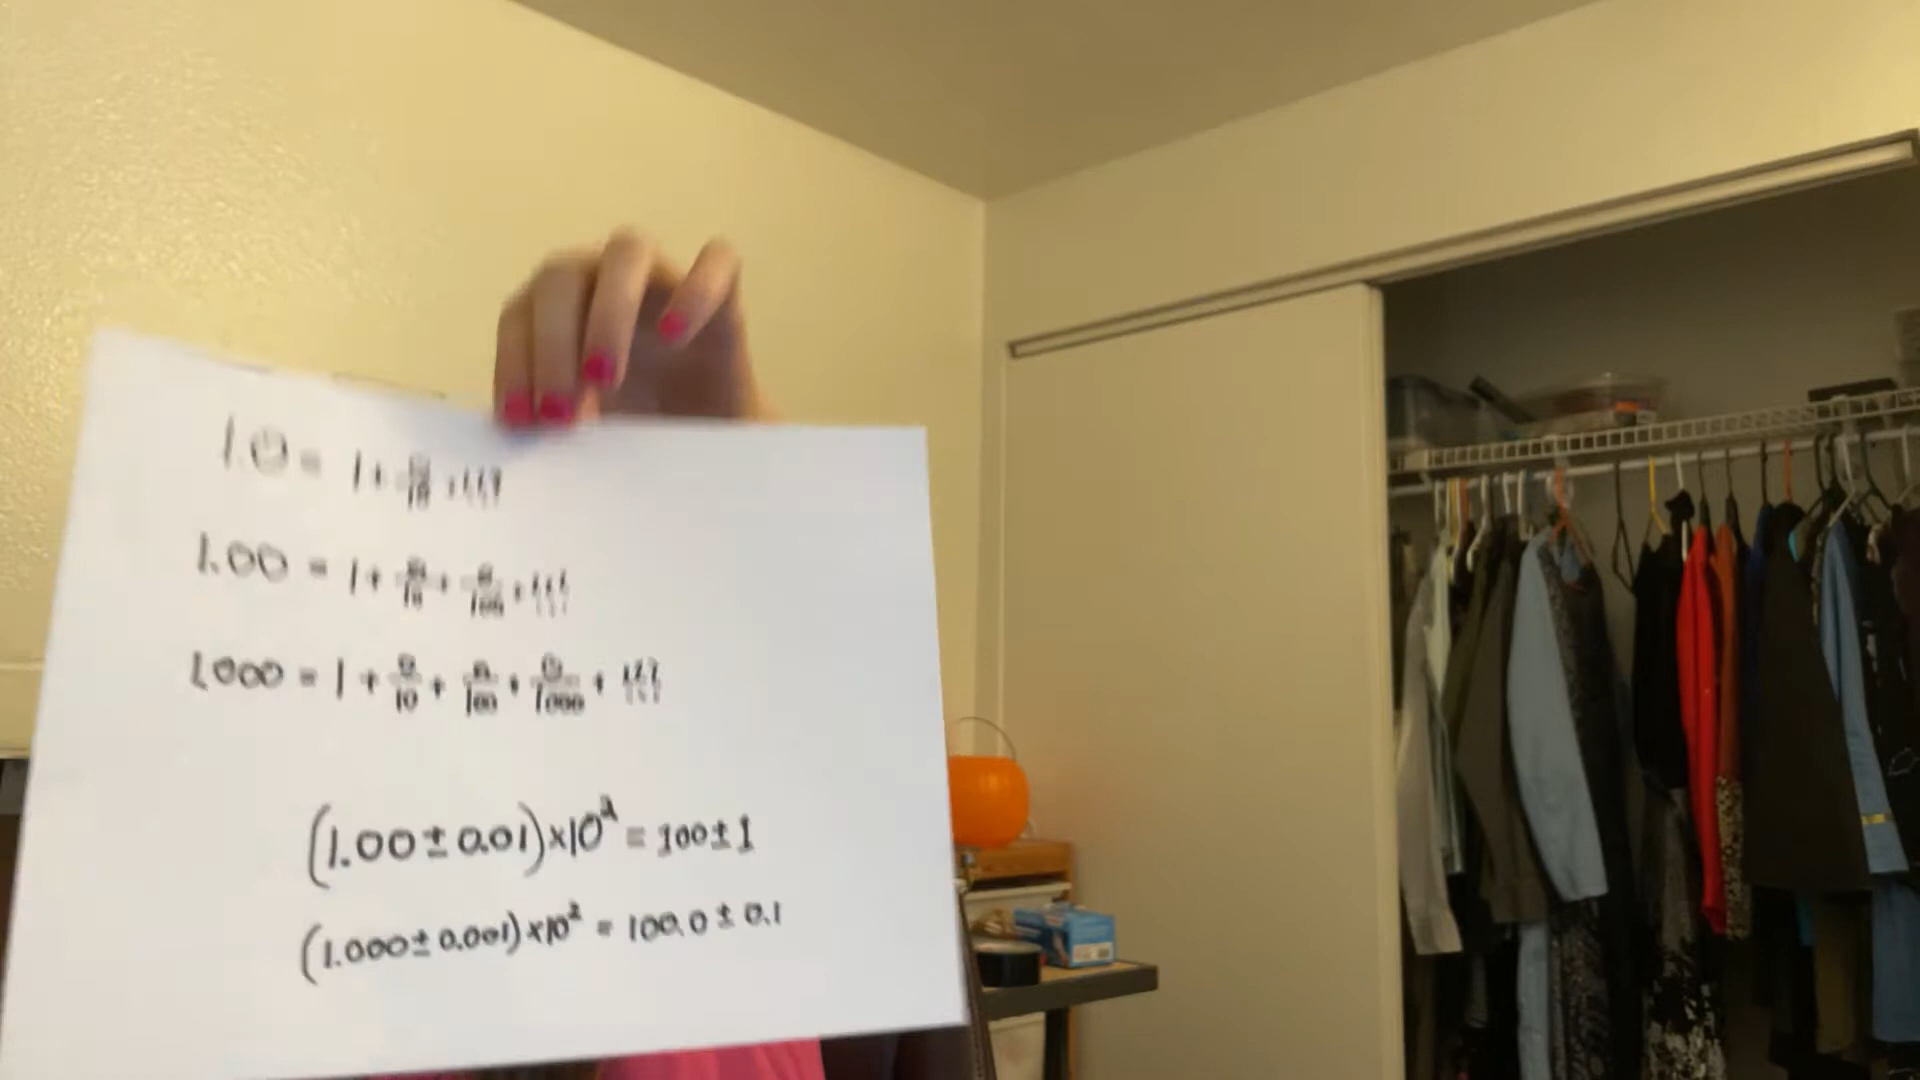 1.0 = 1 + 0/10 + ???
1.00 = 1 + 0/10 + 0/100 + ???
1.000 = 1 + 0/10 + 0/100 + 0/1000 + ???
(1.00 ± 0.01) × 10² = 100 ± 1
(1.000 ± 0.001) × 10² = 100.0 ± 0.1